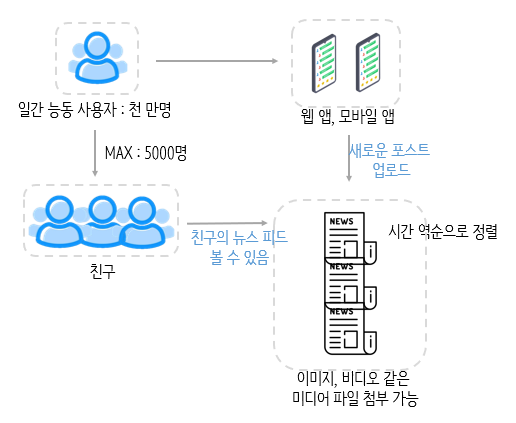 일간 능동 사용자 : 천 만명
웹 앱, 모바일 앱
MAX : 5000명
새로운 포스트
업로드
친구
친구의 뉴스 피드
볼 수 있음
NEWS
NEWS
NEWS
시간 역순으로 정렬
이미지, 비디오 같은
미디어 파일 첨부 가능